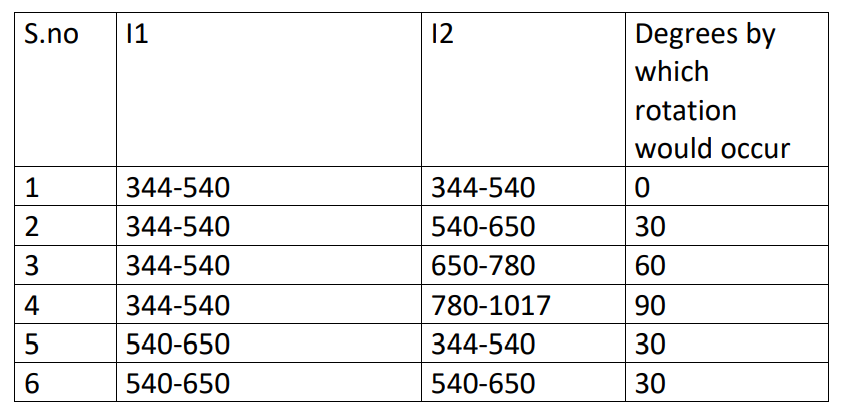 S.no I1 I2 Degrees by
which
rotation
would occur
1 344-540 344-540 0
2 344-540 540-650 30
3 344-540 650-780 60
4 344-540 780-1017 90
5 540-650 344-540 30
6 540-650 540-650 30